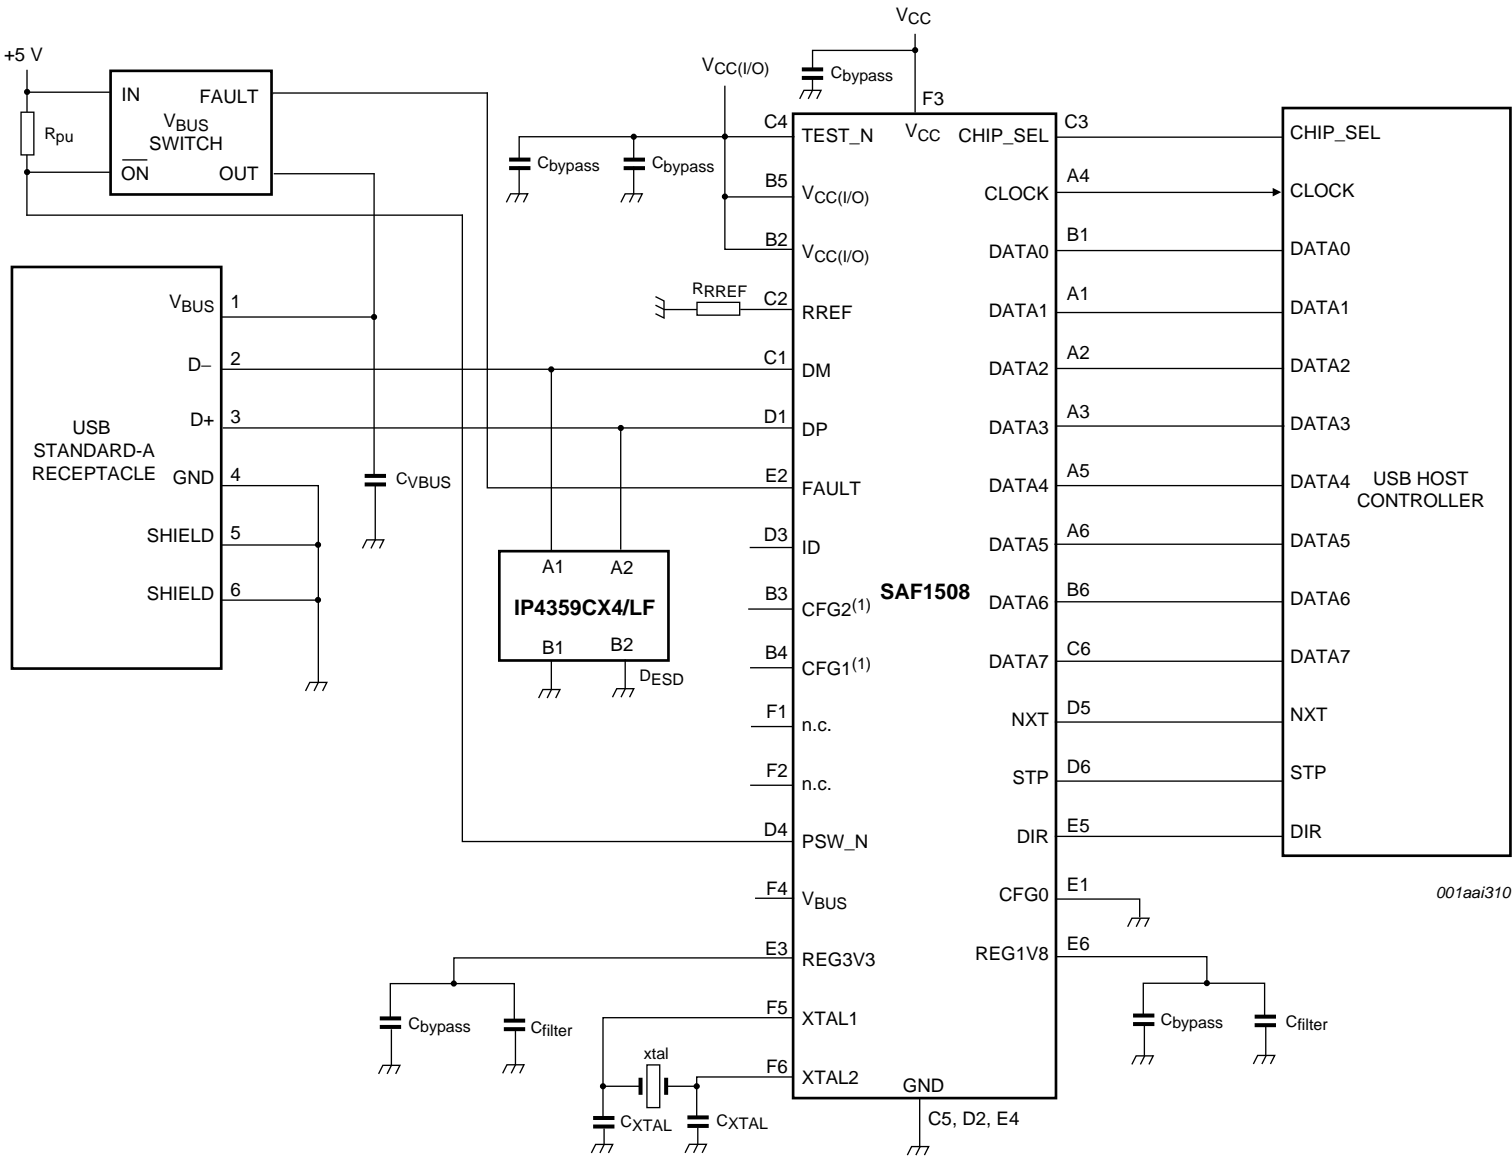 +5 V
IN
FAULT
VBUS
SWITCH
ON
OUT
Rpu
VCC(I/O)
VCC
Cbypass
Cbypass
Cbypass
F3
USB
STANDARD-A
RECEPTACLE
VBUS 1
D− 2
D+ 3
GND 4
SHIELD 5
SHIELD 6
CVBUS
A1 A2
IP4359CX4/LF
B1 B2
DESD
RRREF
SAF1508
VCC
C4 TEST_N
B5 VCC(I/O)
B2 VCC(I/O)
C2 RREF
C1 DM
D1 DP
E2 FAULT
D3 ID
B3 CFG2(1)
B4 CFG1(1)
F1 n.c.
F2 n.c.
D4 PSW_N
F4 VBUS
E3 REG3V3
F5 XTAL1
F6 XTAL2
Cbypass
Cfilter
xtal
CXTAL
CXTAL
GND
C5, D2, E4
CHIP_SEL C3 CHIP_SEL
CLOCK A4 CLOCK
DATA0 B1 DATA0
DATA1 A1 DATA1
DATA2 A2 DATA2
DATA3 A3 DATA3
DATA4 A5 DATA4
DATA5 A6 DATA5
DATA6 B6 DATA6
DATA7 C6 DATA7
NXT D5 NXT
STP D6 STP
DIR E5 DIR
CFG0 E1
REG1V8 E6
Cbypass
Cfilter
USB HOST
CONTROLLER
001aai310